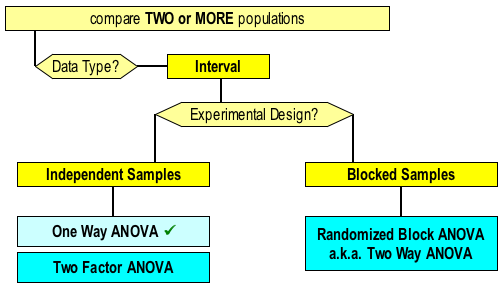 compare TWO or MORE populations
Data Type?
Interval
Experimental Design?
Independent Samples
Blocked Samples
One Way ANOVA ✓
Two Factor ANOVA
Randomized Block ANOVA
a.k.a. Two Way ANOVA